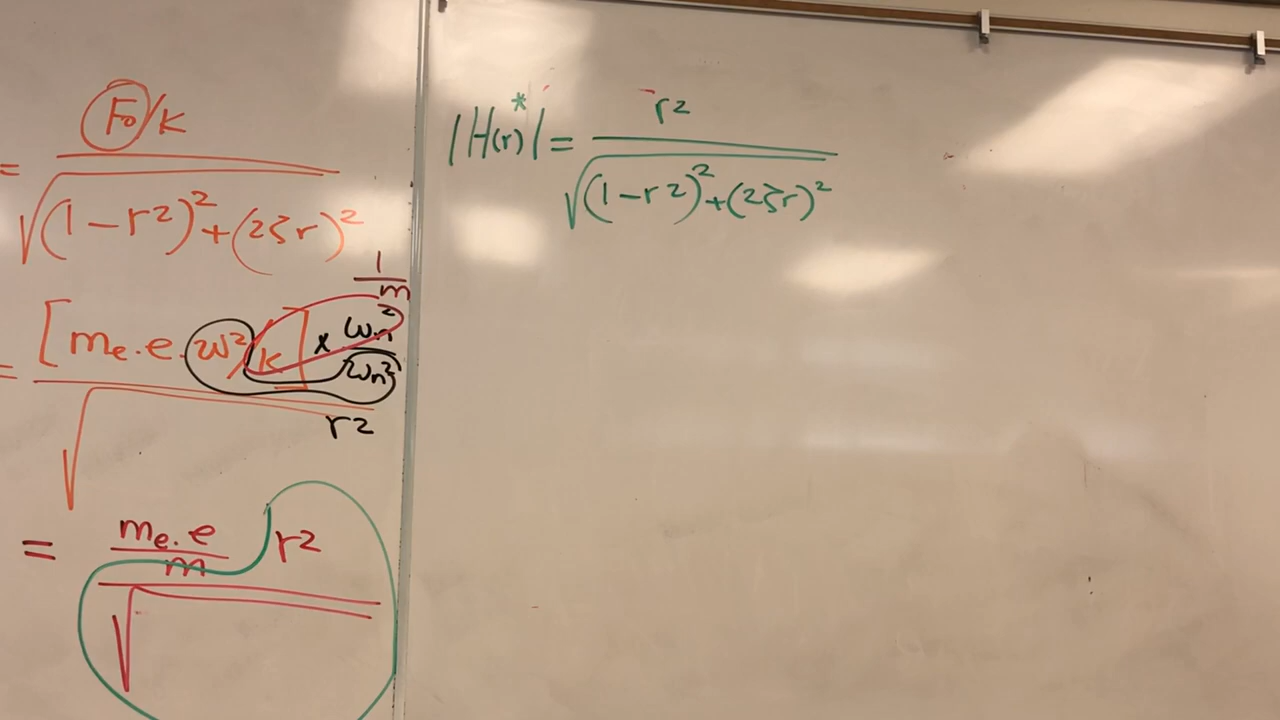 = F₀/k
√(1-r²)²+(2ζr)²
1/m
= [mₑ.e.ω²/k] x ωₙ²/ωₙ²
√
r²
= mₑ.e/m r²
√
|H(r)*| = r²
√(1-r²)²+(2ζr)²